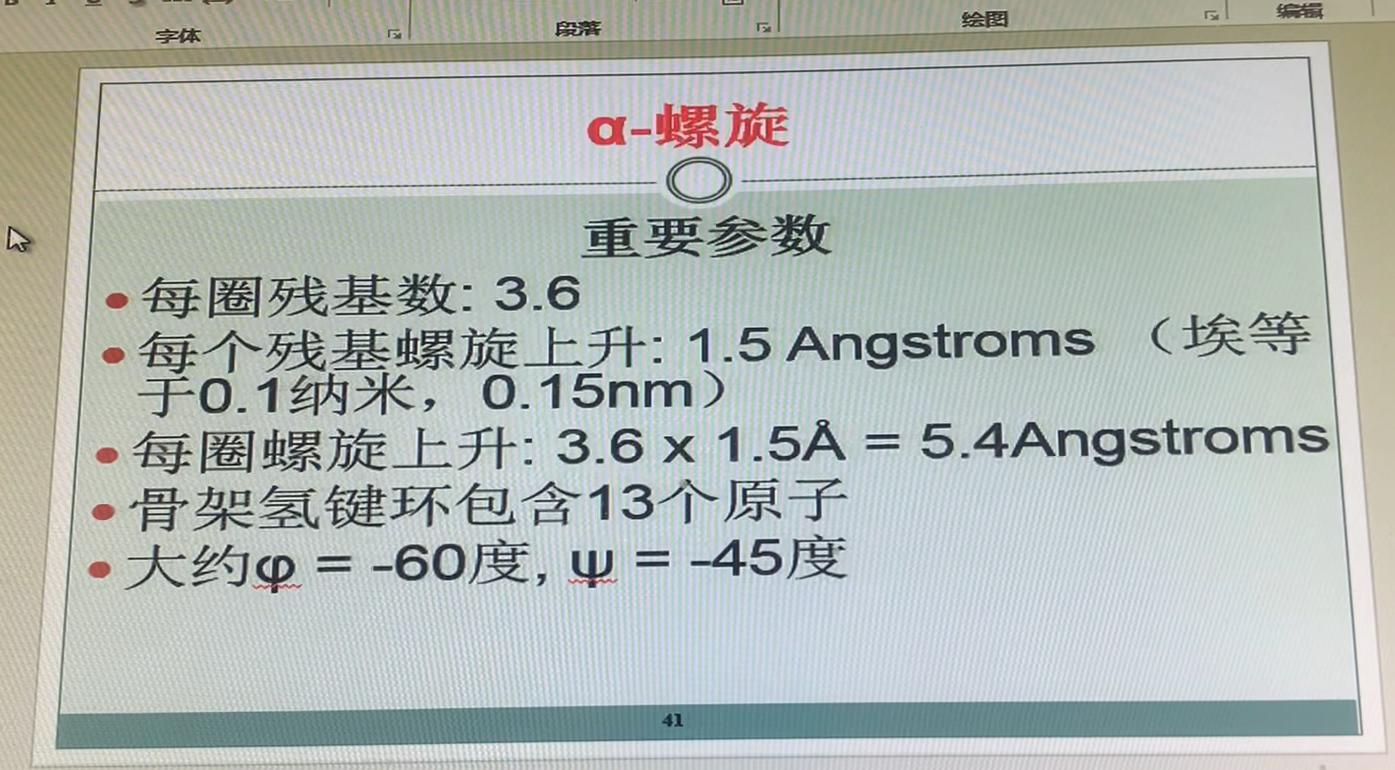 字体
段落
绘图
编辑
α-螺旋
重要参数
每圈残基数: 3.6
每个残基螺旋上升: 1.5 Angstroms （埃等
于0.1纳米，0.15nm）
每圈螺旋上升: 3.6 x 1.5Å = 5.4Angstroms
骨架氢键环包含13个原子
大约φ = -60度, ψ = -45度
41